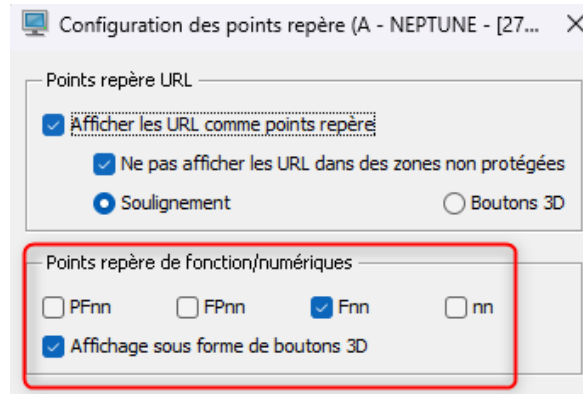 Configuration des points repère (A - NEPTUNE - [27...
Points repère URL
Afficher les URL comme points repère
Ne pas afficher les URL dans des zones non protégées
Soulignement Boutons 3D
Points repère de fonction/numériques
PFnn FPnn Fnn nn
Affichage sous forme de boutons 3D